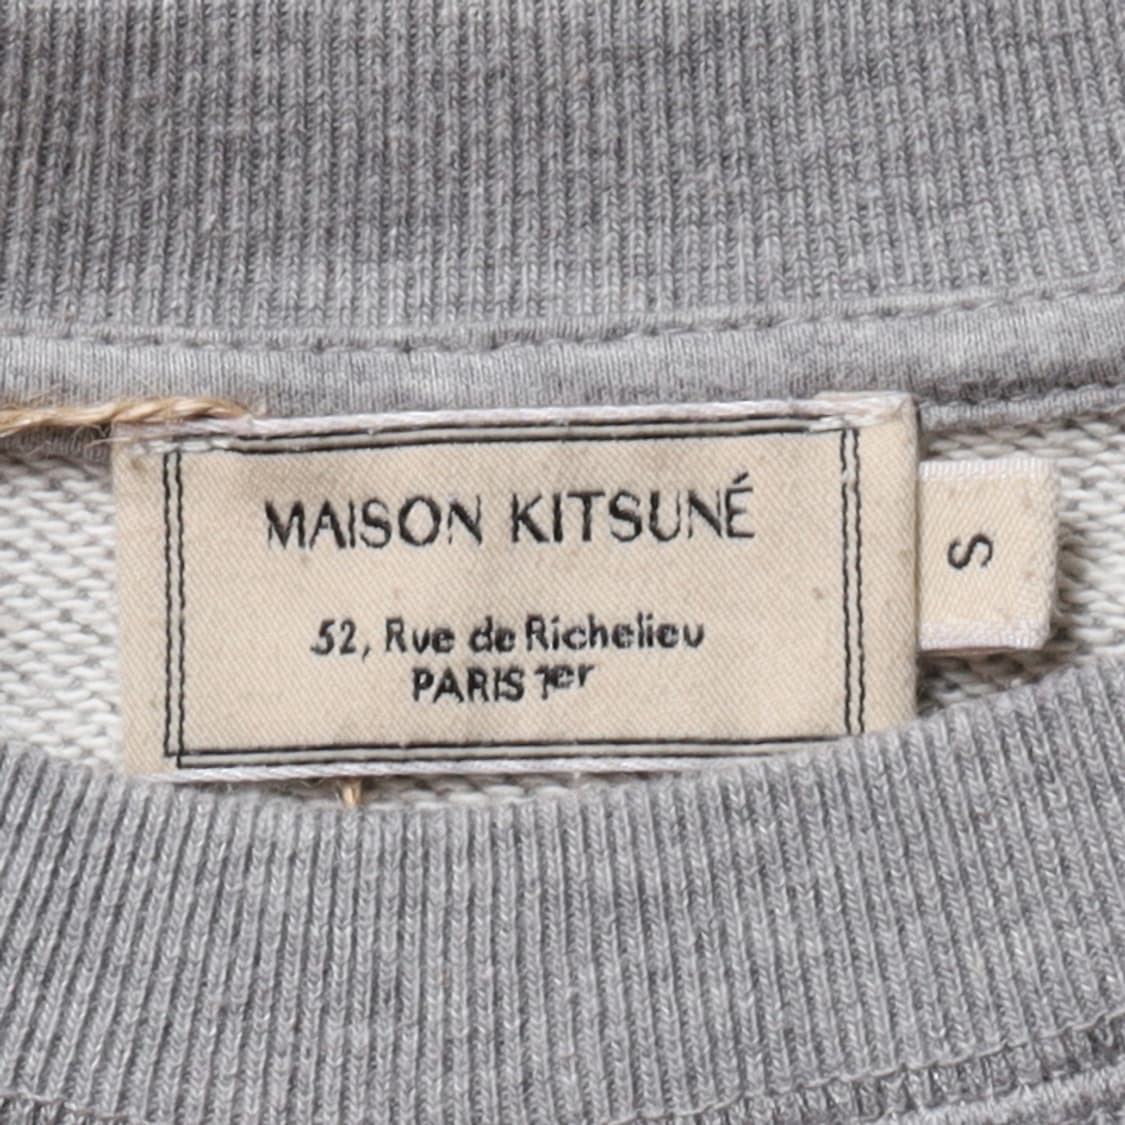 MAISON KITSUNÉ
52, Rue de Richelieu
PARIS 1er
S